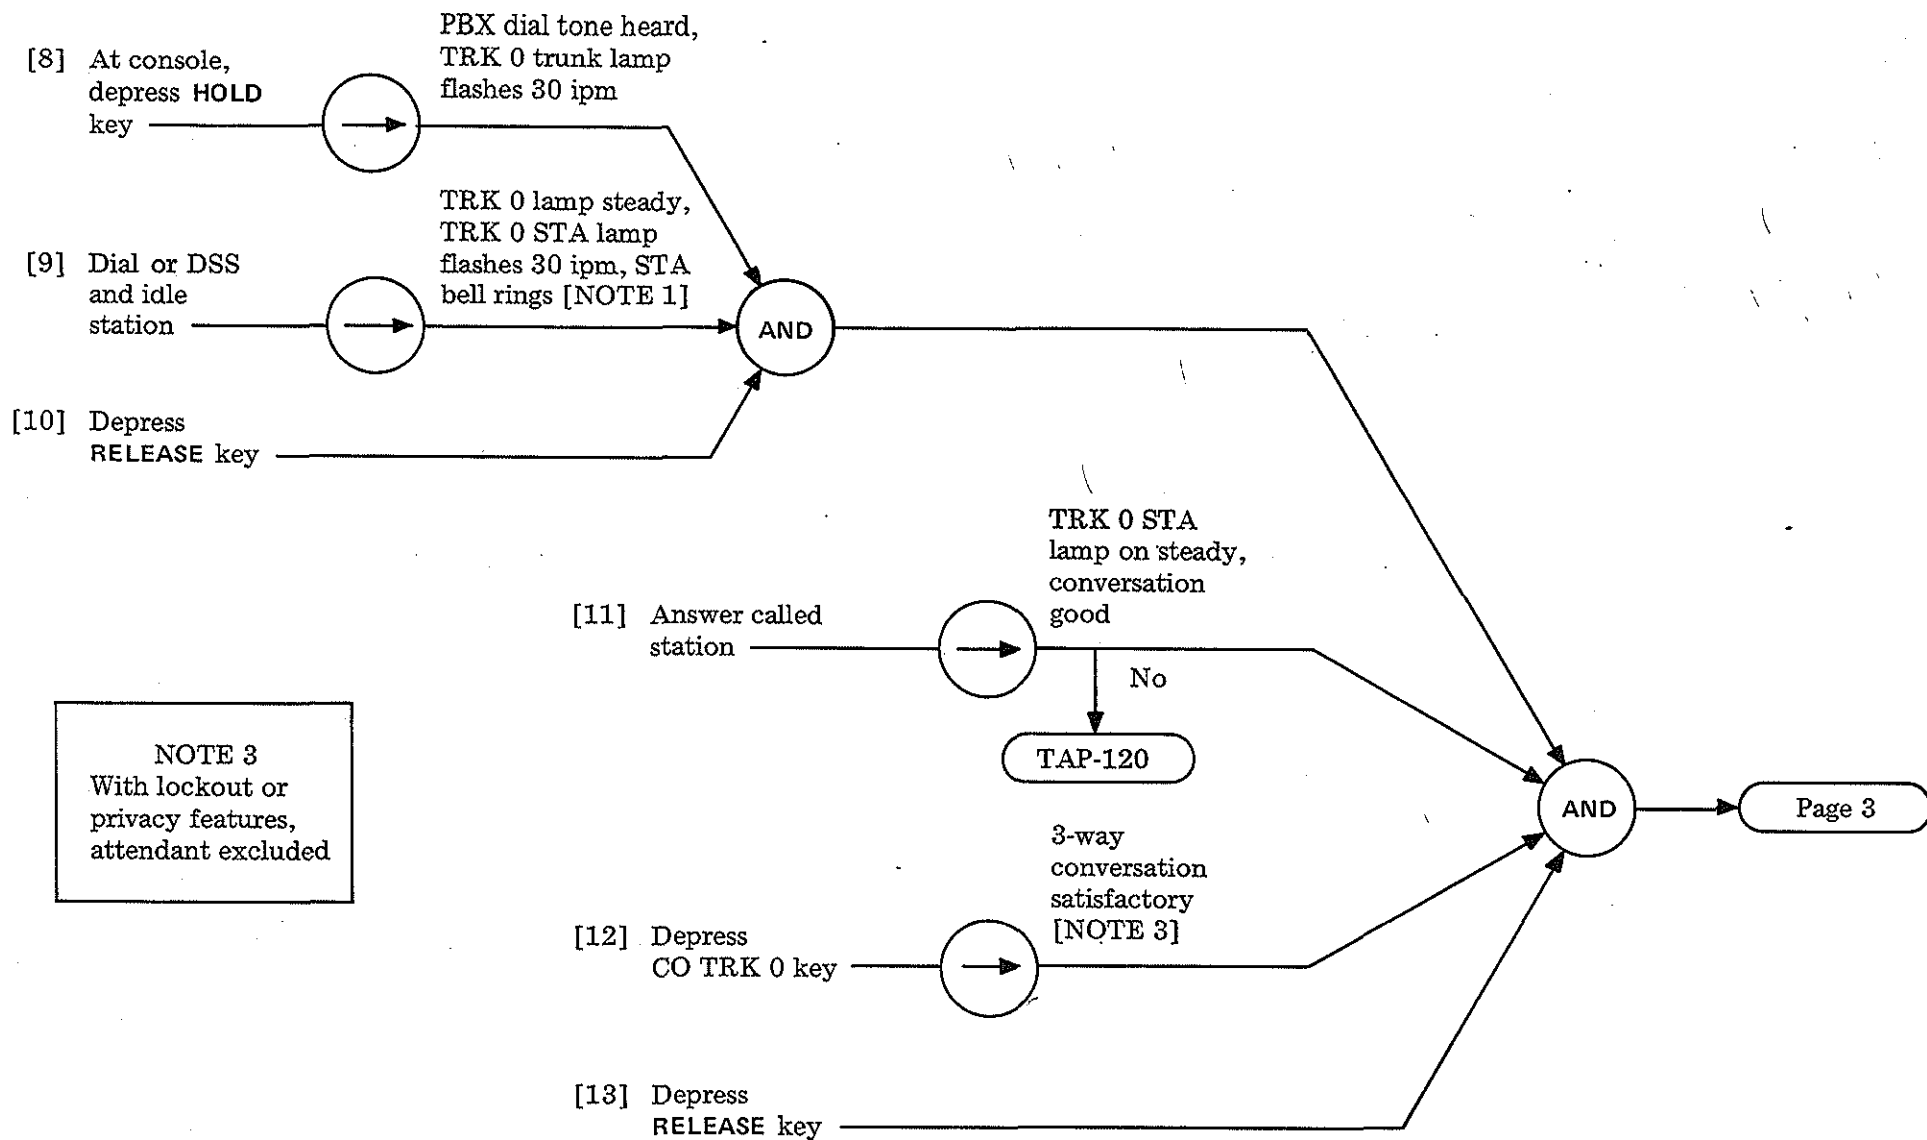 [8] At console,
depress HOLD
key
PBX dial tone heard,
TRK 0 trunk lamp
flashes 30 ipm
[9] Dial or DSS
and idle
station
TRK 0 lamp steady,
TRK 0 STA lamp
flashes 30 ipm, STA
bell rings [NOTE 1]
AND
[10] Depress
RELEASE key
[11] Answer called
station
TRK 0 STA
lamp on steady,
conversation
good
No
TAP-120
NOTE 3
With lockout or
privacy features,
attendant excluded
AND
Page 3
[12] Depress
CO TRK 0 key
3-way
conversation
satisfactory
[NOTE 3]
[13] Depress
RELEASE key